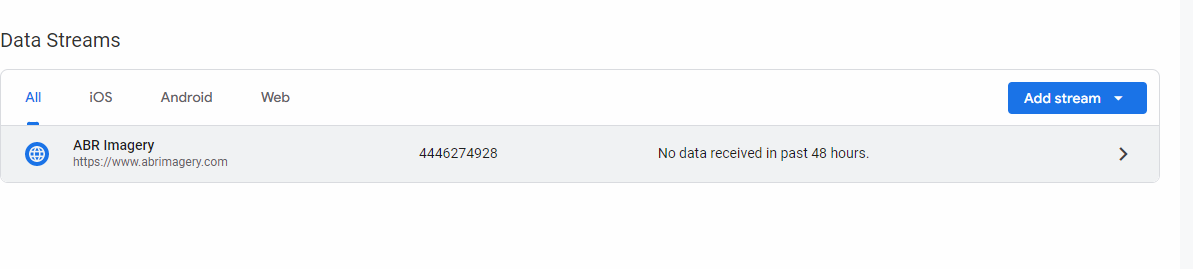 Data Streams
All iOS Android Web Add stream
ABR Imagery
https://www.abrimagery.com
4446274928 No data received in past 48 hours.